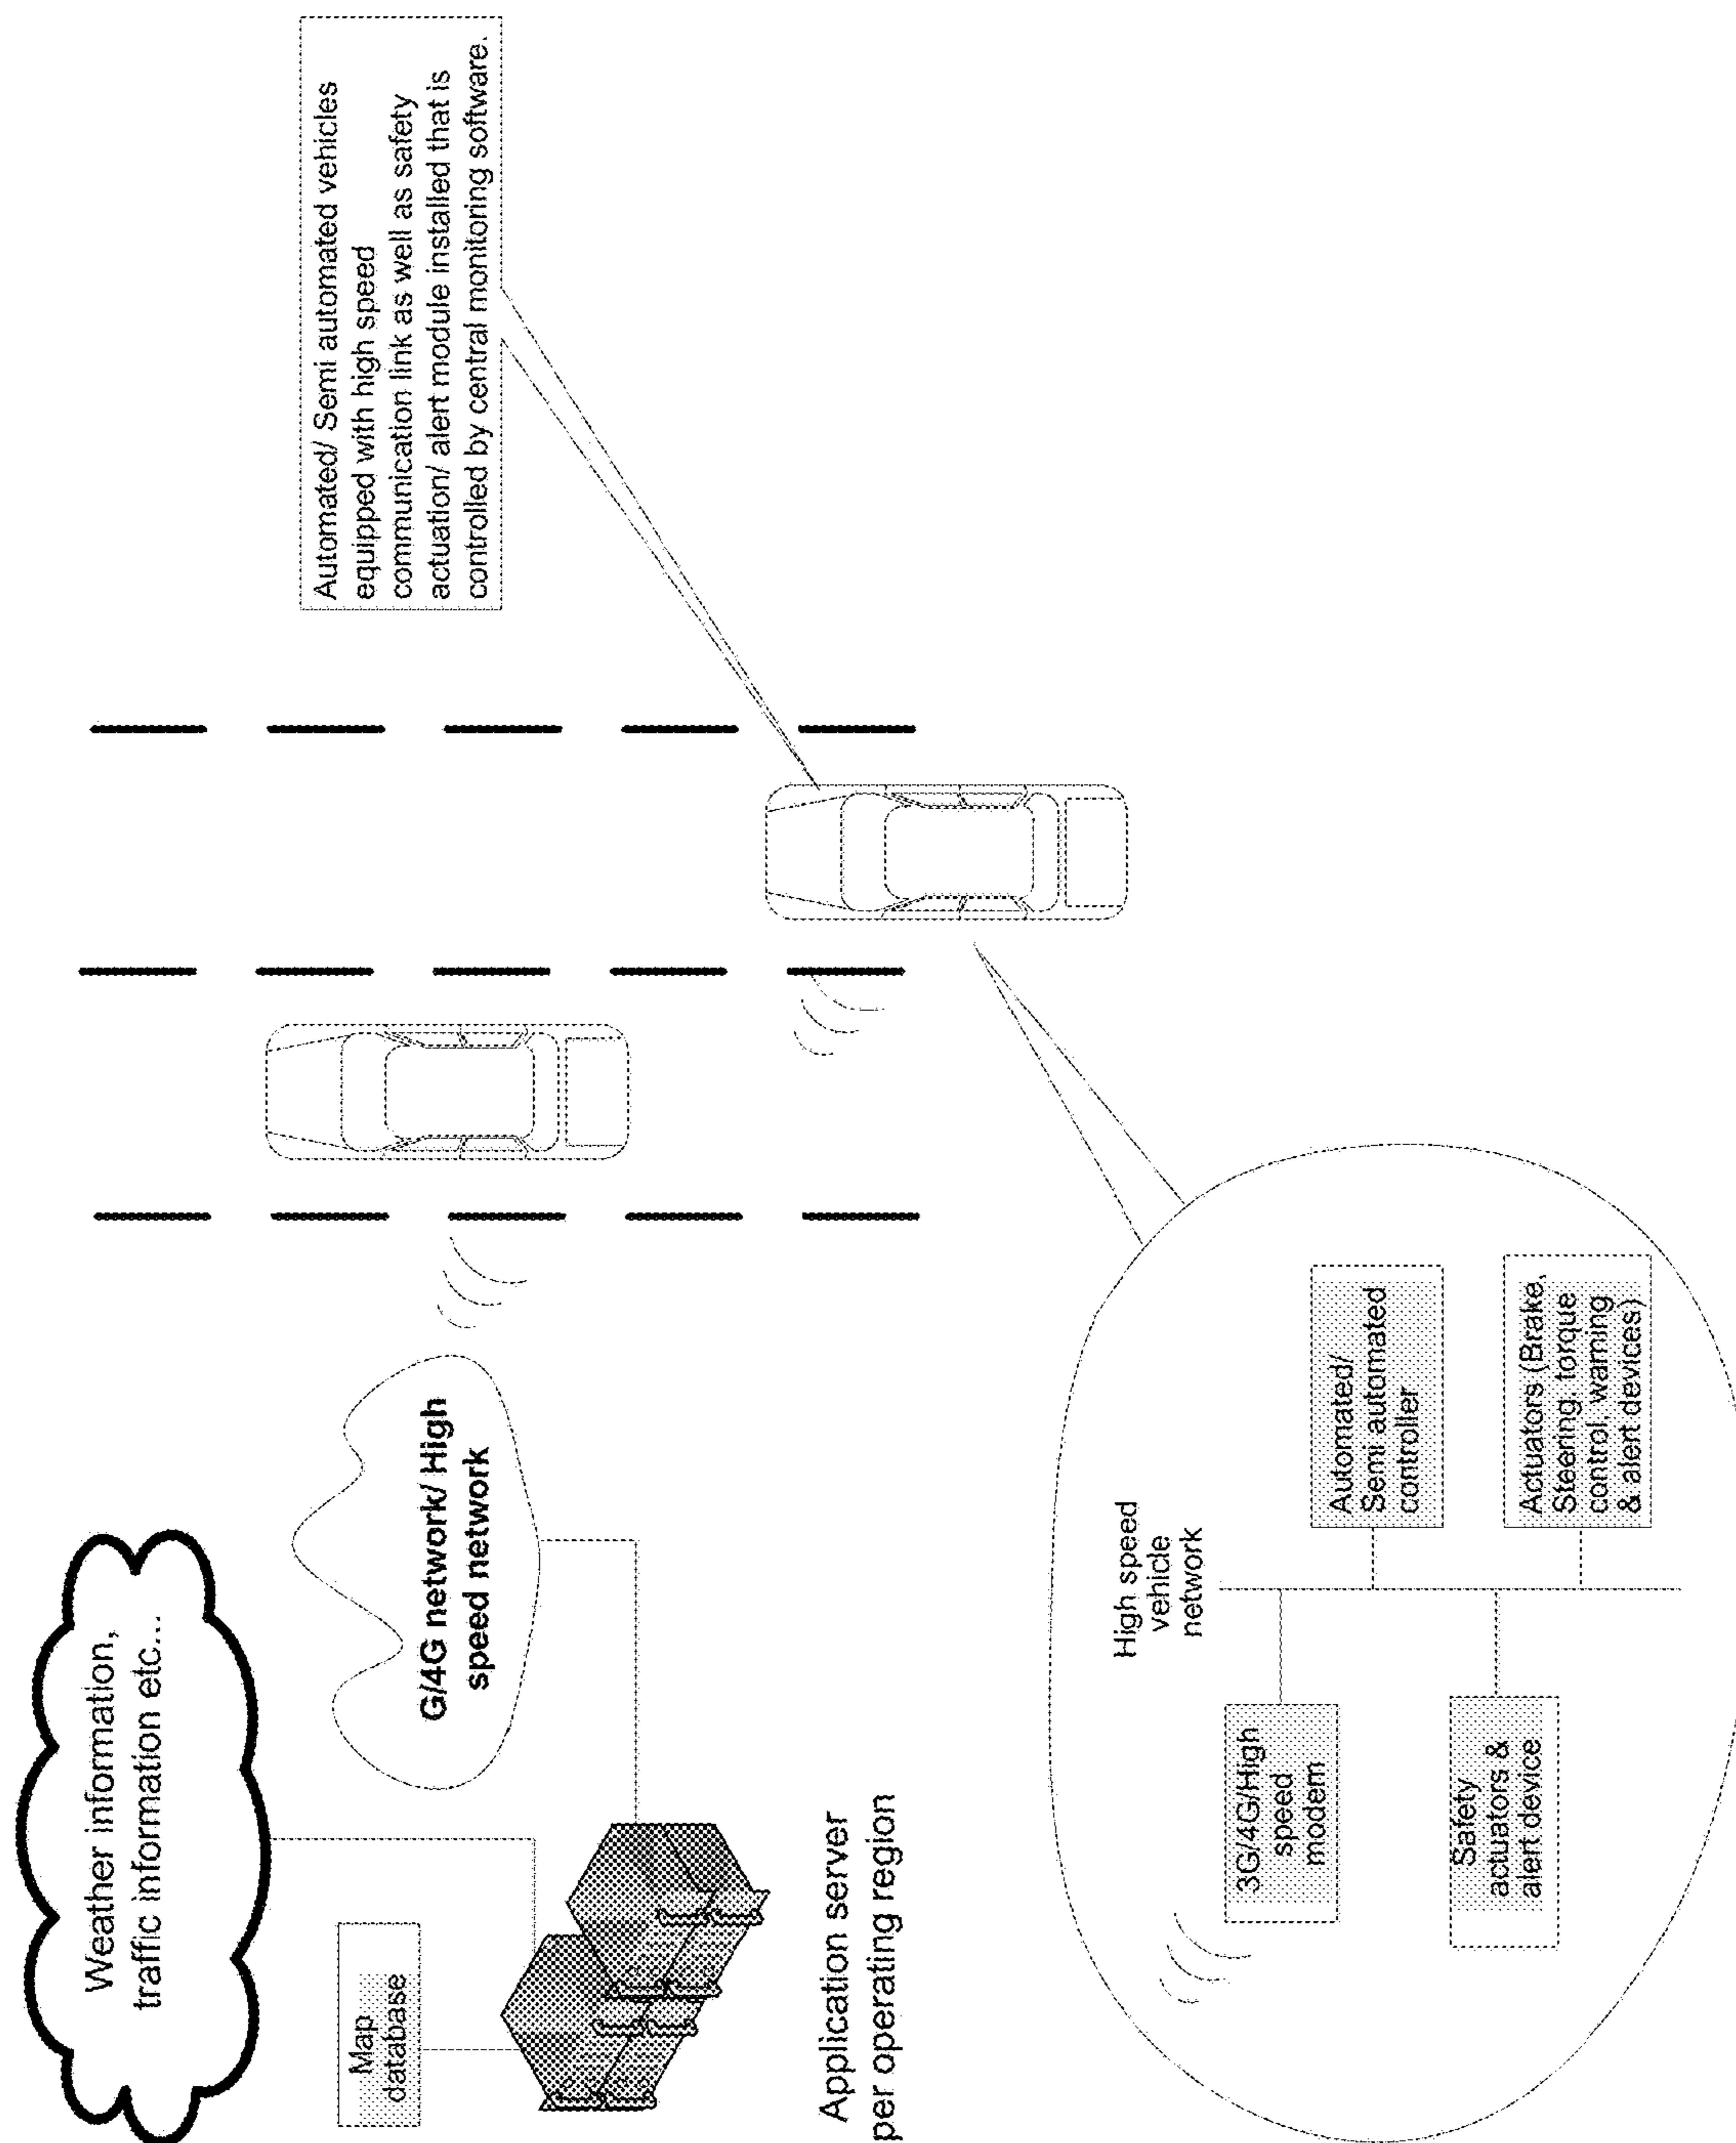 Weather information,
traffic information etc...
Map
database
G/4G network/ High
speed network
Application server
per operating region
Automated/ Semi automated vehicles
equipped with high speed
communication link as well as safety
actuation/ alert module installed that is
controlled by central monitoring software.
High speed
vehicle
network
3G/4G/High
speed
modem
Automated/
Semi automated
controller
Safety
actuators &
alert device
Actuators (Brake,
Steering, torque
control, warning
& alert devices)